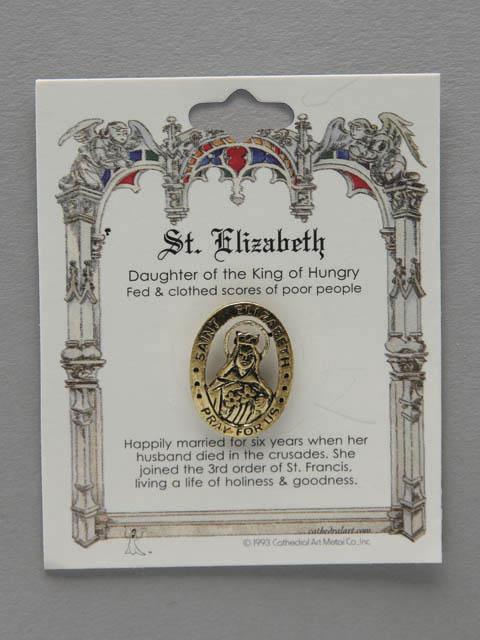 St. Elizabeth
Daughter of the King of Hungry
Fed & clothed scores of poor people
SAINT ELIZABETH
PRAY FOR US
Happily married for six years when her
husband died in the crusades. She
joined the 3rd order of St. Francis,
living a life of holiness & goodness.
cathedralart.com
© 1993 Cathedral Art Metal Co., Inc.